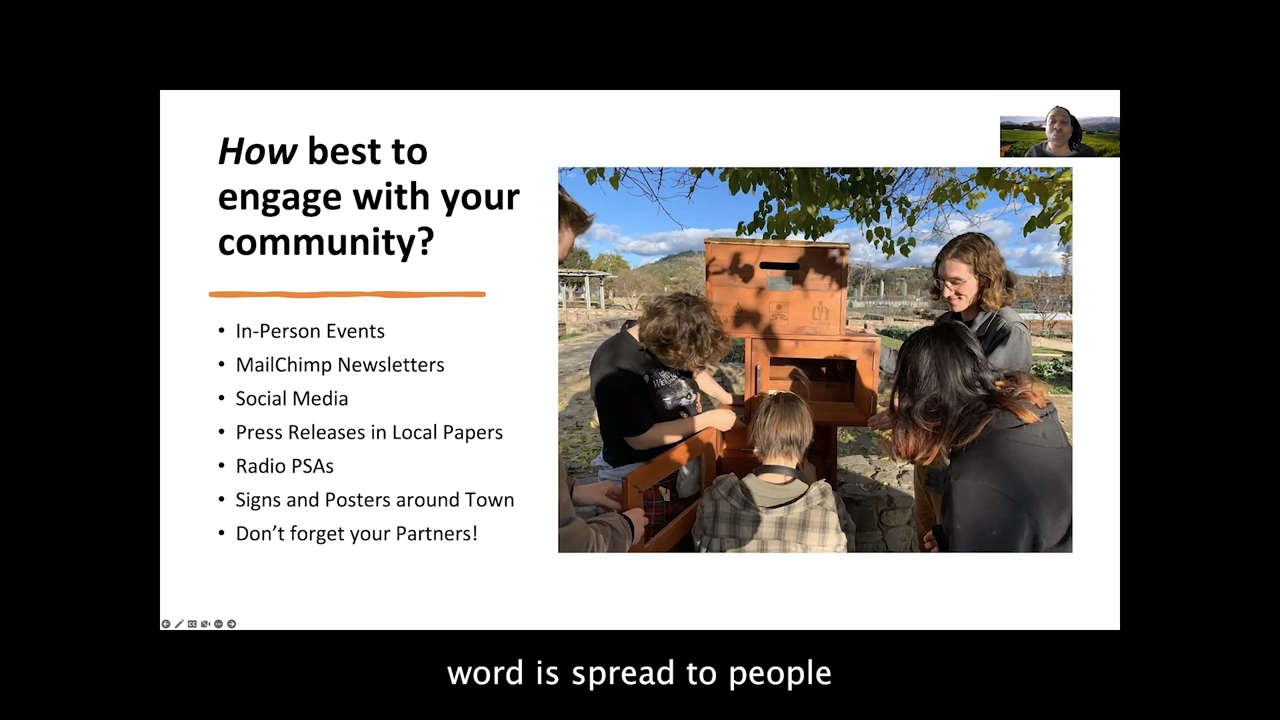 How best to
engage with your
community?
• In-Person Events
• MailChimp Newsletters
• Social Media
• Press Releases in Local Papers
• Radio PSAs
• Signs and Posters around Town
• Don’t forget your Partners!
word is spread to people